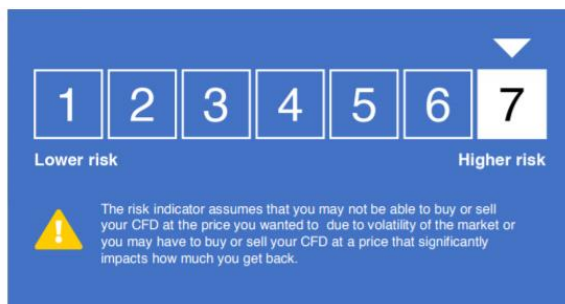 1 2 3 4 5 6 7
Lower risk Higher risk
The risk indicator assumes that you may not be able to buy or sell
your CFD at the price you wanted to due to volatility of the market or
you may have to buy or sell your CFD at a price that significantly
impacts how much you get back.